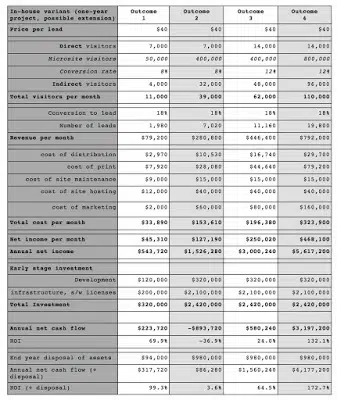 In-house variant (one-year project, possible extension) Outcome 1 Outcome 2 Outcome 3 Outcome 4
Price per lead $40 $40 $40 $40
Direct visitors 7,000 7,000 14,000 14,000
Microsite visitors 50,000 400,000 400,000 800,000
Conversion rate 8% 8% 12% 12%
Indirect visitors 4,000 32,000 48,000 96,000
Total visitors per month 11,000 39,000 62,000 110,000
Conversion to lead 18% 18% 18% 18%
Number of leads 1,980 7,020 11,160 19,800
Revenue per month $79,200 $280,800 $446,400 $792,000
cost of distribution $2,970 $10,530 $16,740 $29,700
cost of print $7,920 $28,080 $44,640 $79,200
cost of site maintenance $9,000 $15,000 $15,000 $15,000
cost of site hosting $12,000 $40,000 $40,000 $40,000
cost of marketing $2,000 $60,000 $80,000 $160,000
Total cost per month $33,890 $153,610 $196,380 $323,900
Net income per month $45,310 $127,190 $250,020 $468,100
Annual net income $543,720 $1,526,280 $3,000,240 $5,617,200
Early stage investment
Development $120,000 $320,000 $320,000 $320,000
infrastructure, s/w licenses $200,000 $2,100,000 $2,100,000 $2,100,000
Total Investment $320,000 $2,420,000 $2,420,000 $2,420,000
Annual net cash flow $223,720 -$893,720 $580,240 $3,197,200
ROI 69.9% -36.9% 24.0% 132.1%
End year disposal of assets $94,000 $980,000 $980,000 $980,000
Annual net cash flow (+ disposal) $317,720 $86,280 $1,560,240 $4,177,200
ROI (+ disposal) 99.3% 3.6% 64.5% 172.7%